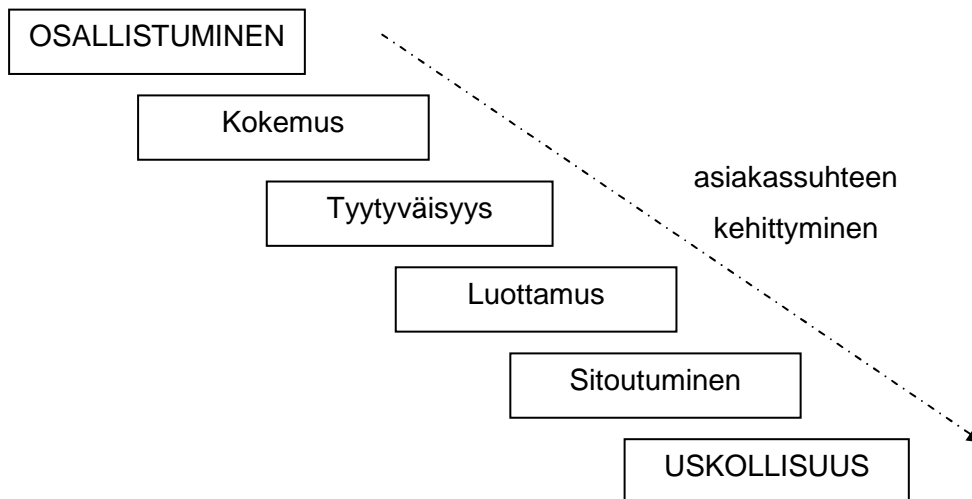 OSALLISTUMINEN
Kokemus
Tyytyväisyys
asiakassuhteen
kehittyminen
Luottamus
Sitoutuminen
USKOLLISUUS